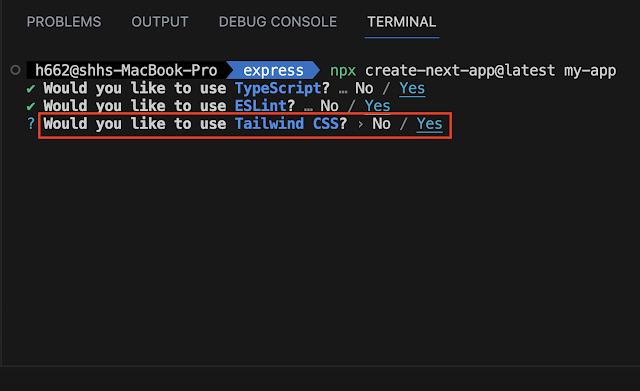 PROBLEMS OUTPUT DEBUG CONSOLE TERMINAL
h662@shhs-MacBook-Pro express npx create-next-app@latest my-app
✔ Would you like to use TypeScript? … No / Yes
✔ Would you like to use ESLint? … No / Yes
? Would you like to use Tailwind CSS? › No / Yes